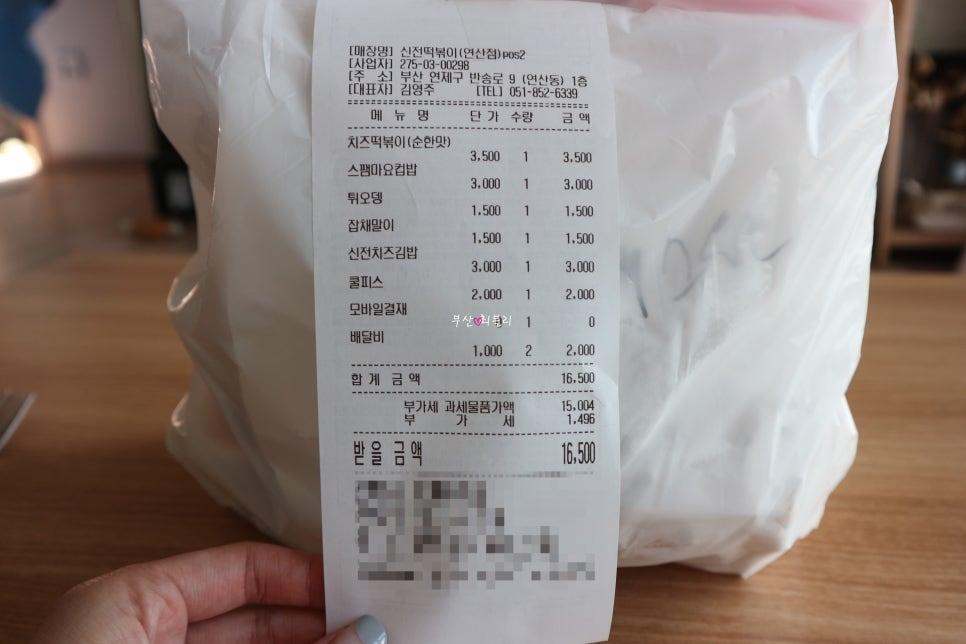 [매장명] 신전떡볶이(연산점)pos2
[사업자] 275-03-00298
[주 소] 부산 연제구 반송로 9 (연산동) 1층
[대표자] 김영주 [TEL] 051-852-6339
메 뉴 명 단 가 수량 금 액
치즈떡볶이(순한맛)
3,500 1 3,500
스팸마요컵밥
3,000 1 3,000
튀오뎅
1,500 1 1,500
잡채말이
1,500 1 1,500
신전치즈김밥
3,000 1 3,000
쿨피스
2,000 1 2,000
모바일결재
부산 최블리 1 0
배달비
1,000 2 2,000
합 계 금 액 16,500
부가세 과세물품가액 15,004
부 가 세 1,496
받을 금액 16,500